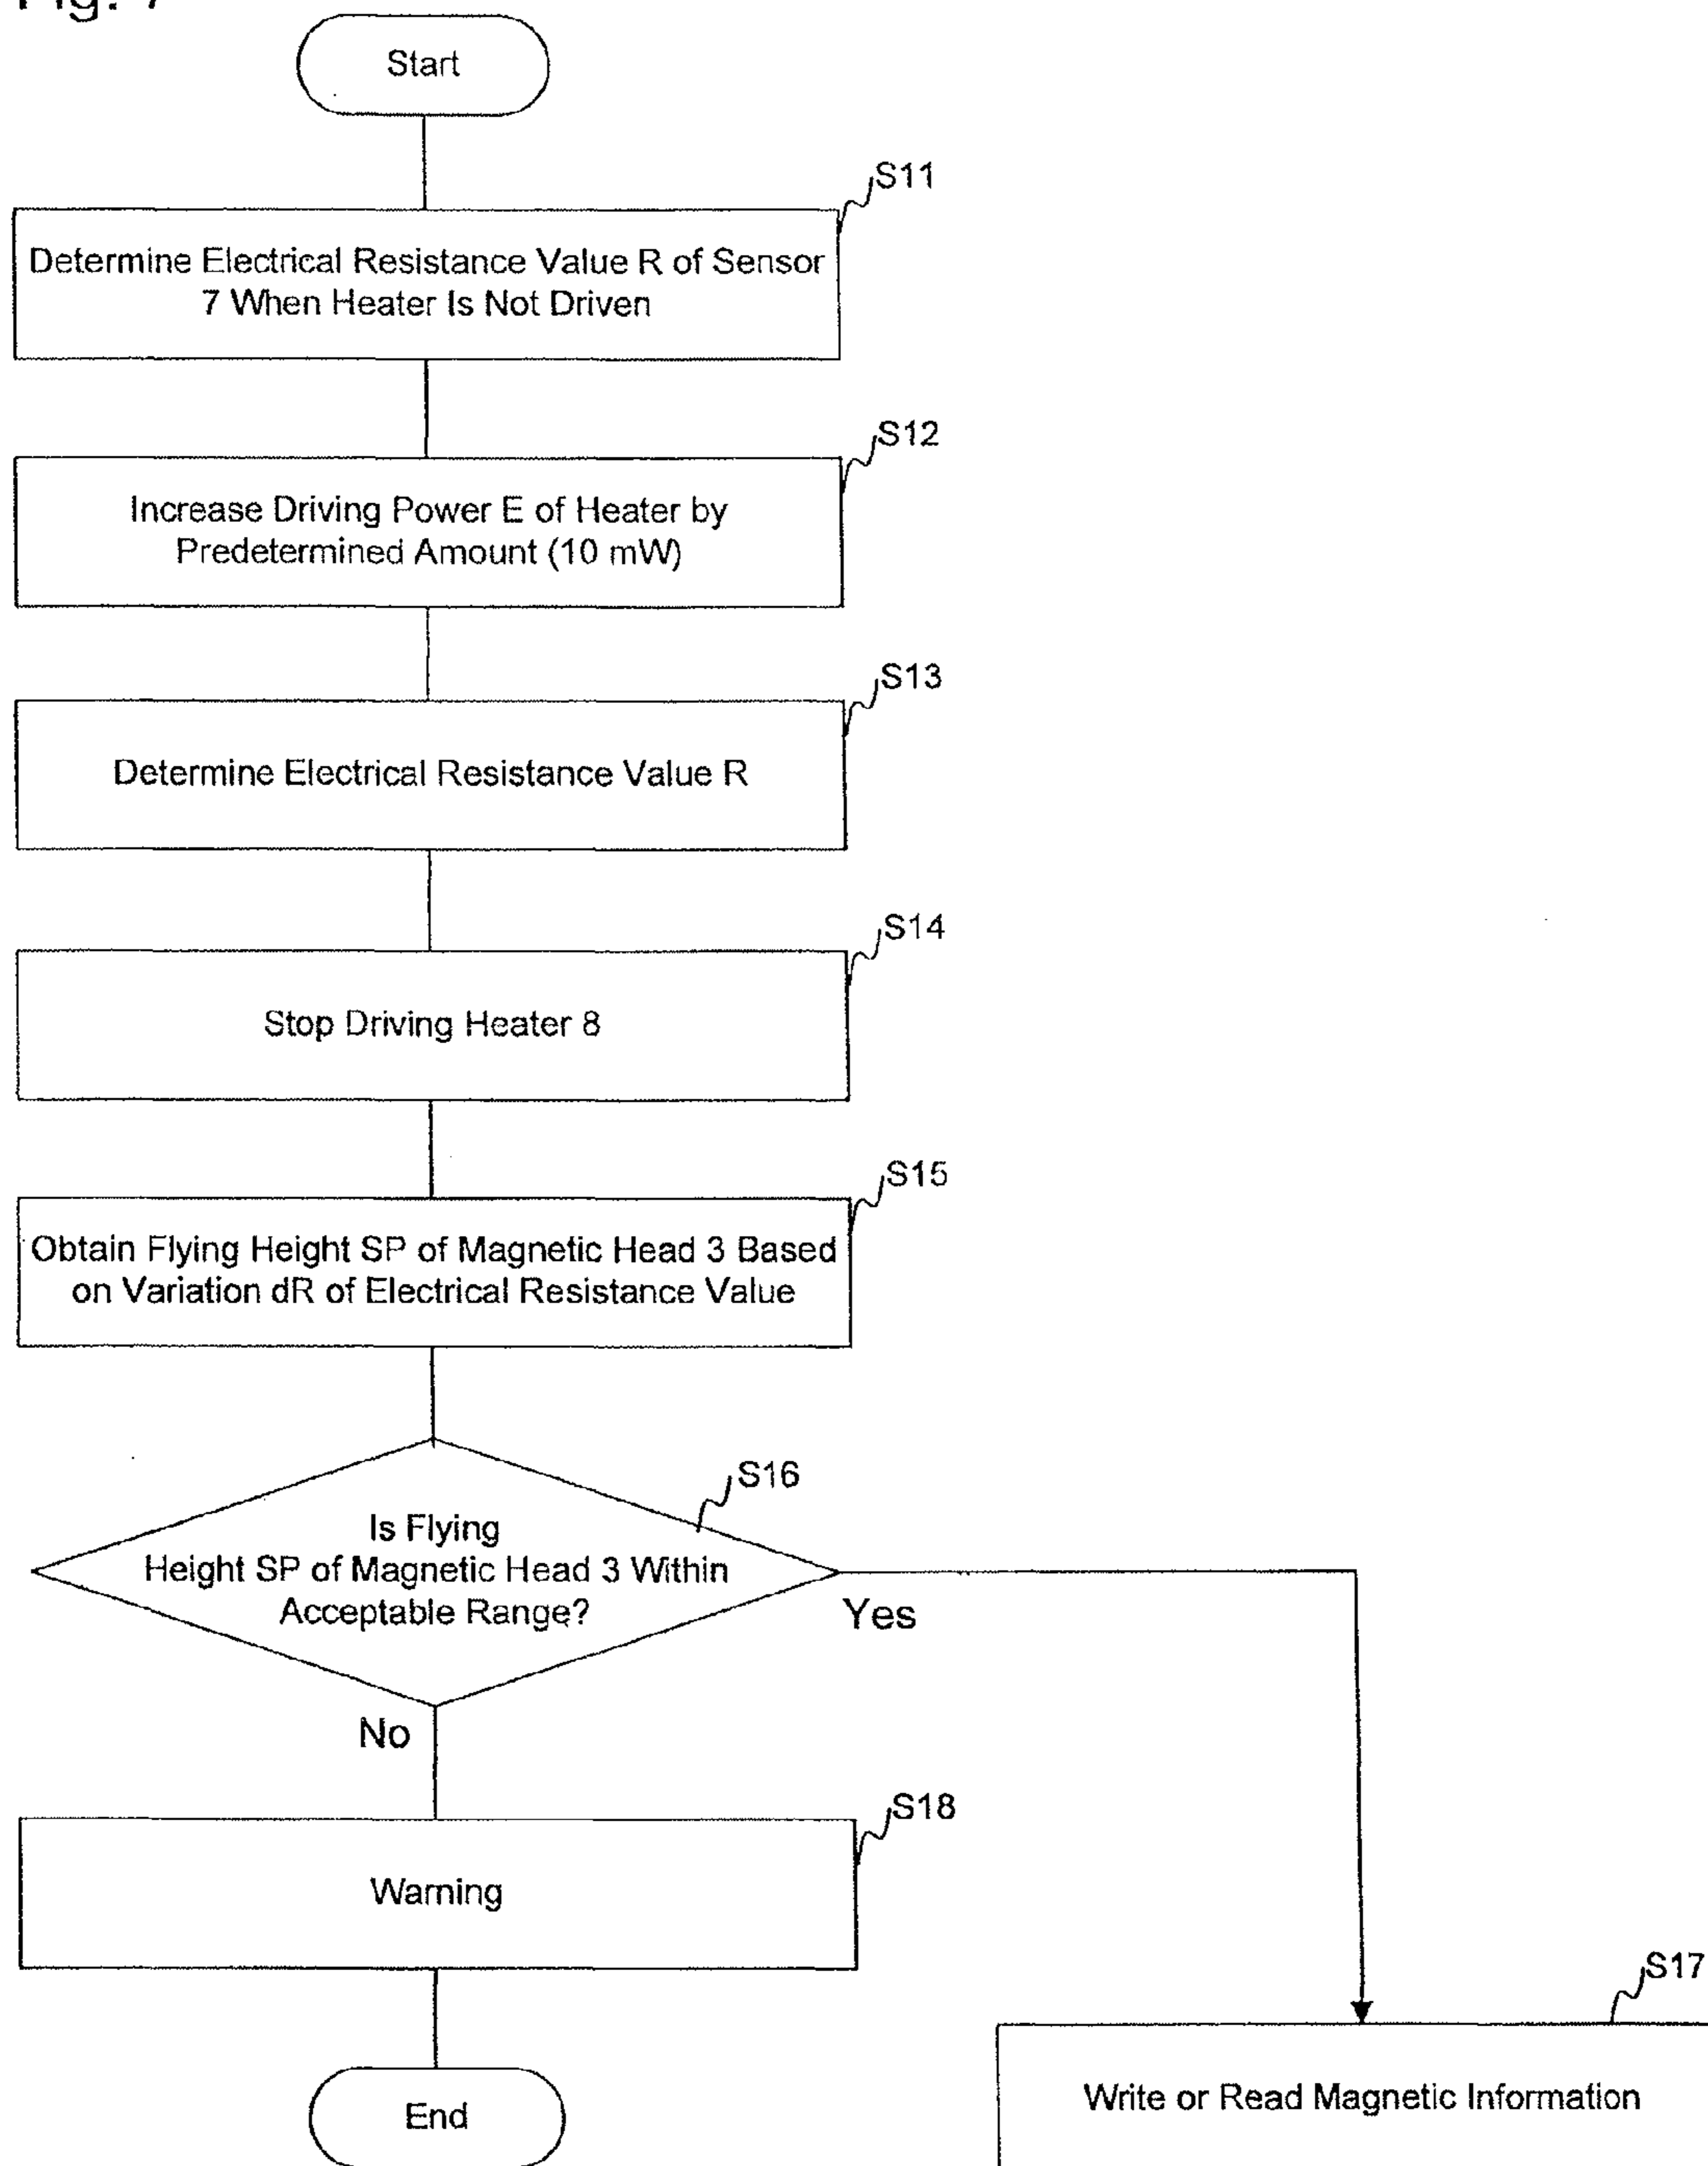 Start
S11
Determine Electrical Resistance Value R of Sensor
7 When Heater Is Not Driven
S12
Increase Driving Power E of Heater by
Predetermined Amount (10 mW)
S13
Determine Electrical Resistance Value R
S14
Stop Driving Heater 8
S15
Obtain Flying Height SP of Magnetic Head 3 Based
on Variation dR of Electrical Resistance Value
S16
Is Flying
Height SP of Magnetic Head 3 Within
Acceptable Range?
Yes
No
S18
Warning
S17
Write or Read Magnetic Information
End